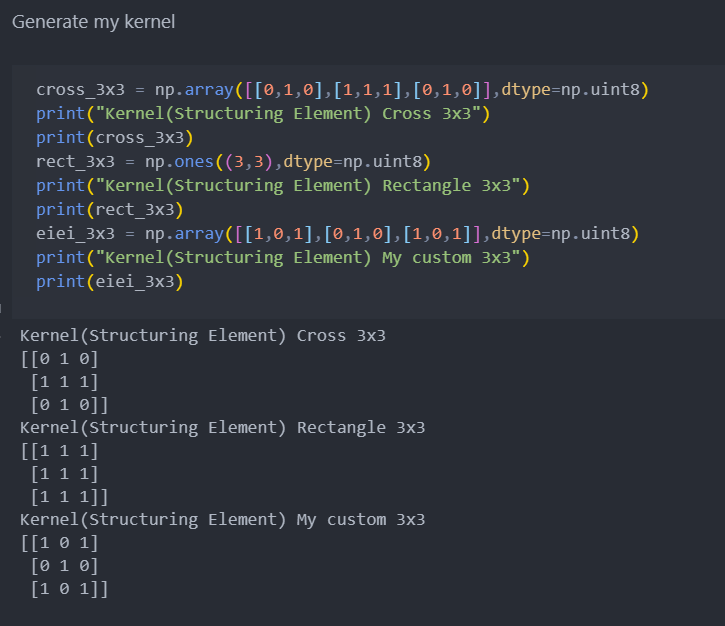 Generate my kernel
cross_3x3 = np.array([[0,1,0],[1,1,1],[0,1,0]],dtype=np.uint8)
print("Kernel(Structuring Element) Cross 3x3")
print(cross_3x3)
rect_3x3 = np.ones((3,3),dtype=np.uint8)
print("Kernel(Structuring Element) Rectangle 3x3")
print(rect_3x3)
eiei_3x3 = np.array([[1,0,1],[0,1,0],[1,0,1]],dtype=np.uint8)
print("Kernel(Structuring Element) My custom 3x3")
print(eiei_3x3)
Kernel(Structuring Element) Cross 3x3
[[0 1 0]
 [1 1 1]
 [0 1 0]]
Kernel(Structuring Element) Rectangle 3x3
[[1 1 1]
 [1 1 1]
 [1 1 1]]
Kernel(Structuring Element) My custom 3x3
[[1 0 1]
 [0 1 0]
 [1 0 1]]